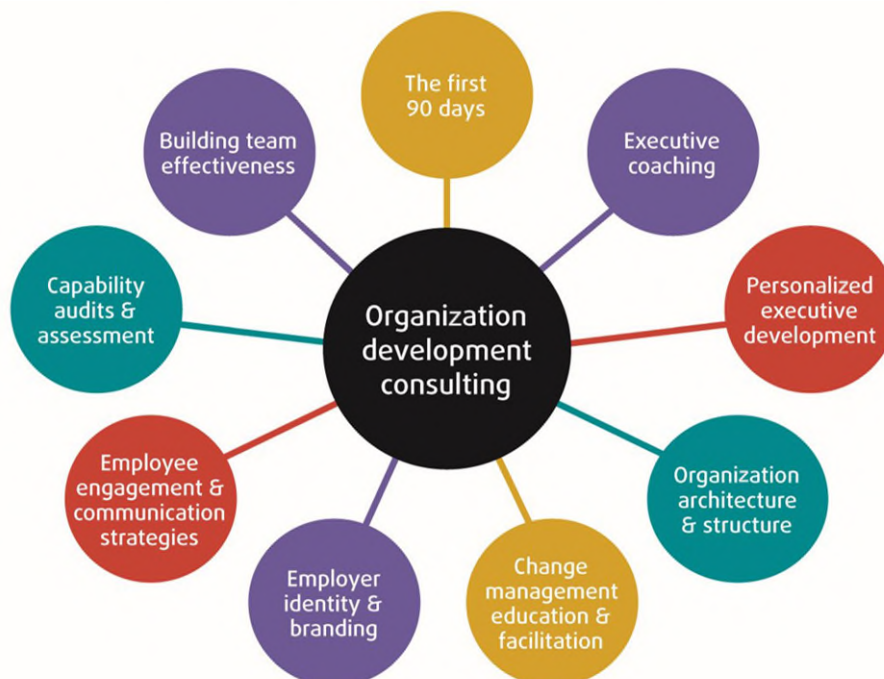 The first
90 days
Executive
coaching
Personalized
executive
development
Organization
architecture
& structure
Change
management
education &
facilitation
Employer
identity &
branding
Employee
engagement &
communication
strategies
Capability
audits &
assessment
Building team
effectiveness
Organization
development
consulting